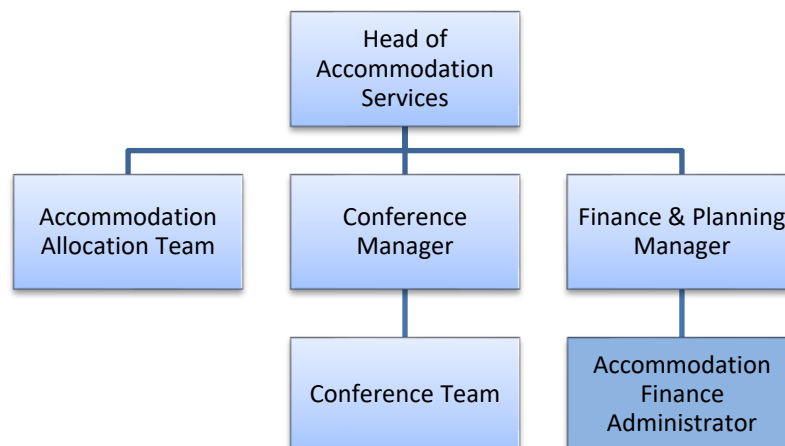 Head of
Accommodation
Services
Accommodation
Allocation Team
Conference
Manager
Finance & Planning
Manager
Conference Team
Accommodation
Finance
Administrator